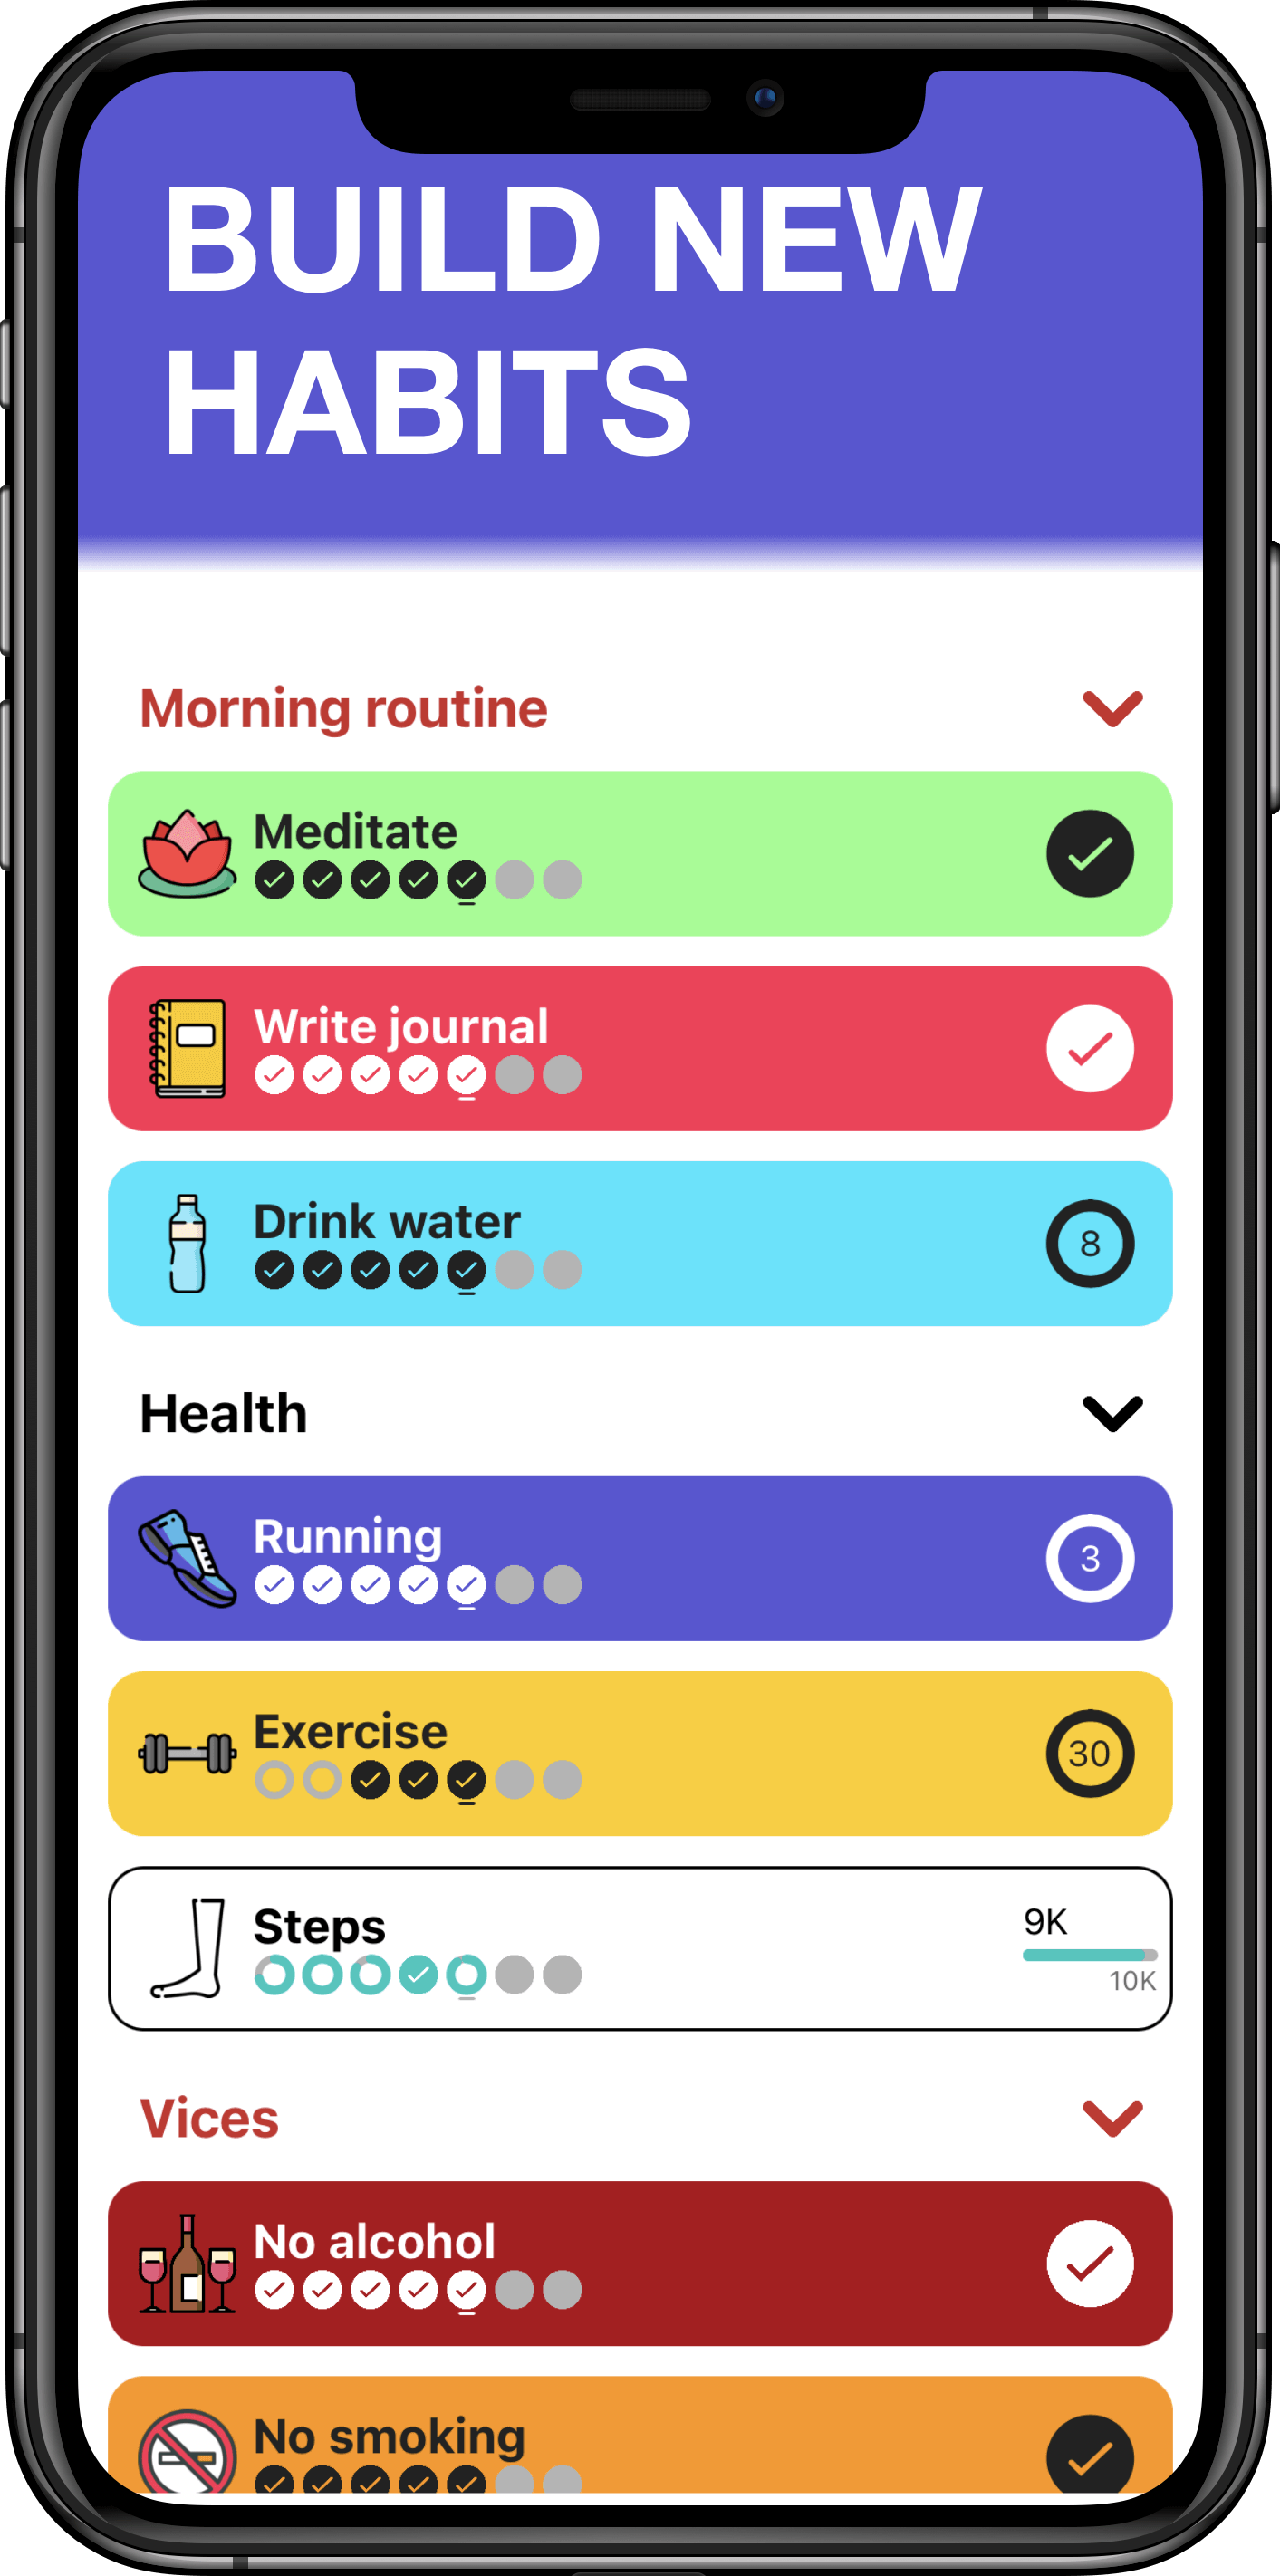 BUILD NEW
HABITS
Morning routine
Meditate
Write journal
Drink water
8
Health
Running
3
Exercise
30
Steps
9K
10K
Vices
No alcohol
No smoking